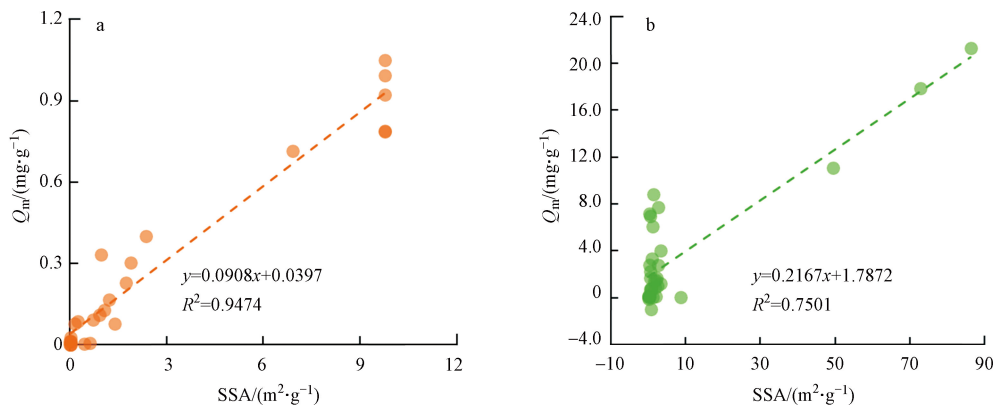 a
1.2
0.9
0.6
0.3
0
Qm/(mg·g⁻¹)
y=0.0908x+0.0397
R²=0.9474
0 3 6 9 12
SSA/(m²·g⁻¹)
b
24.0
20.0
16.0
12.0
8.0
4.0
0
−4.0
Qm/(mg·g⁻¹)
y=0.2167x+1.7872
R²=0.7501
−10 10 30 50 70 90
SSA/(m²·g⁻¹)